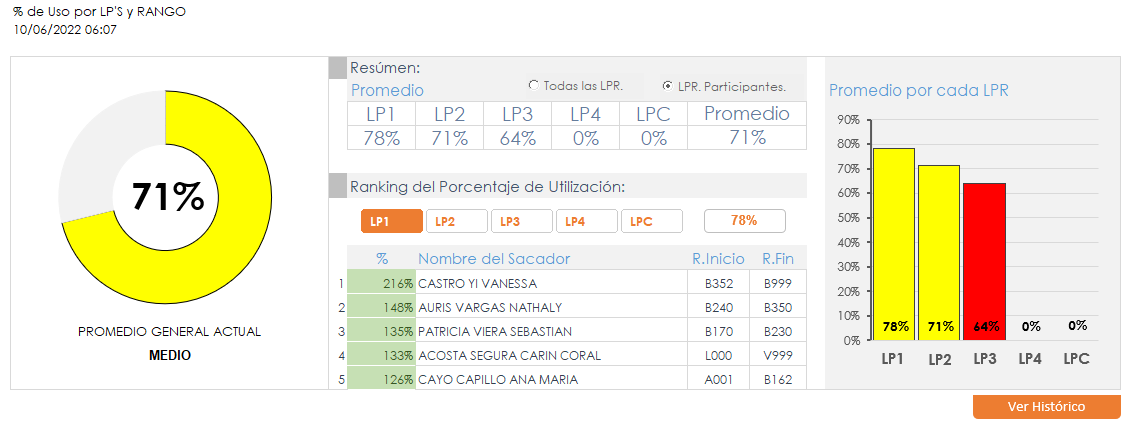 % de Uso por LP'S y RANGO
10/06/2022 06:07
71%
PROMEDIO GENERAL ACTUAL
MEDIO
Resúmen:
Promedio
Todas las LPR.
LPR. Participantes.
LP1 LP2 LP3 LP4 LPC Promedio
78% 71% 64% 0% 0% 71%
Ranking del Porcentaje de Utilización:
LP1 LP2 LP3 LP4 LPC 78%
% Nombre del Sacador R.Inicio R.Fin
1 216% CASTRO YI VANESSA B352 B999
2 148% AURIS VARGAS NATHALY B240 B350
3 135% PATRICIA VIERA SEBASTIAN B170 B230
4 133% ACOSTA SEGURA CARIN CORAL L000 V999
5 126% CAYO CAPILLO ANA MARIA A001 B162
Promedio por cada LPR
90%
80%
70%
60%
50%
40%
30%
20%
10%
0%
78% 71% 64% 0% 0%
LP1 LP2 LP3 LP4 LPC
Ver Histórico